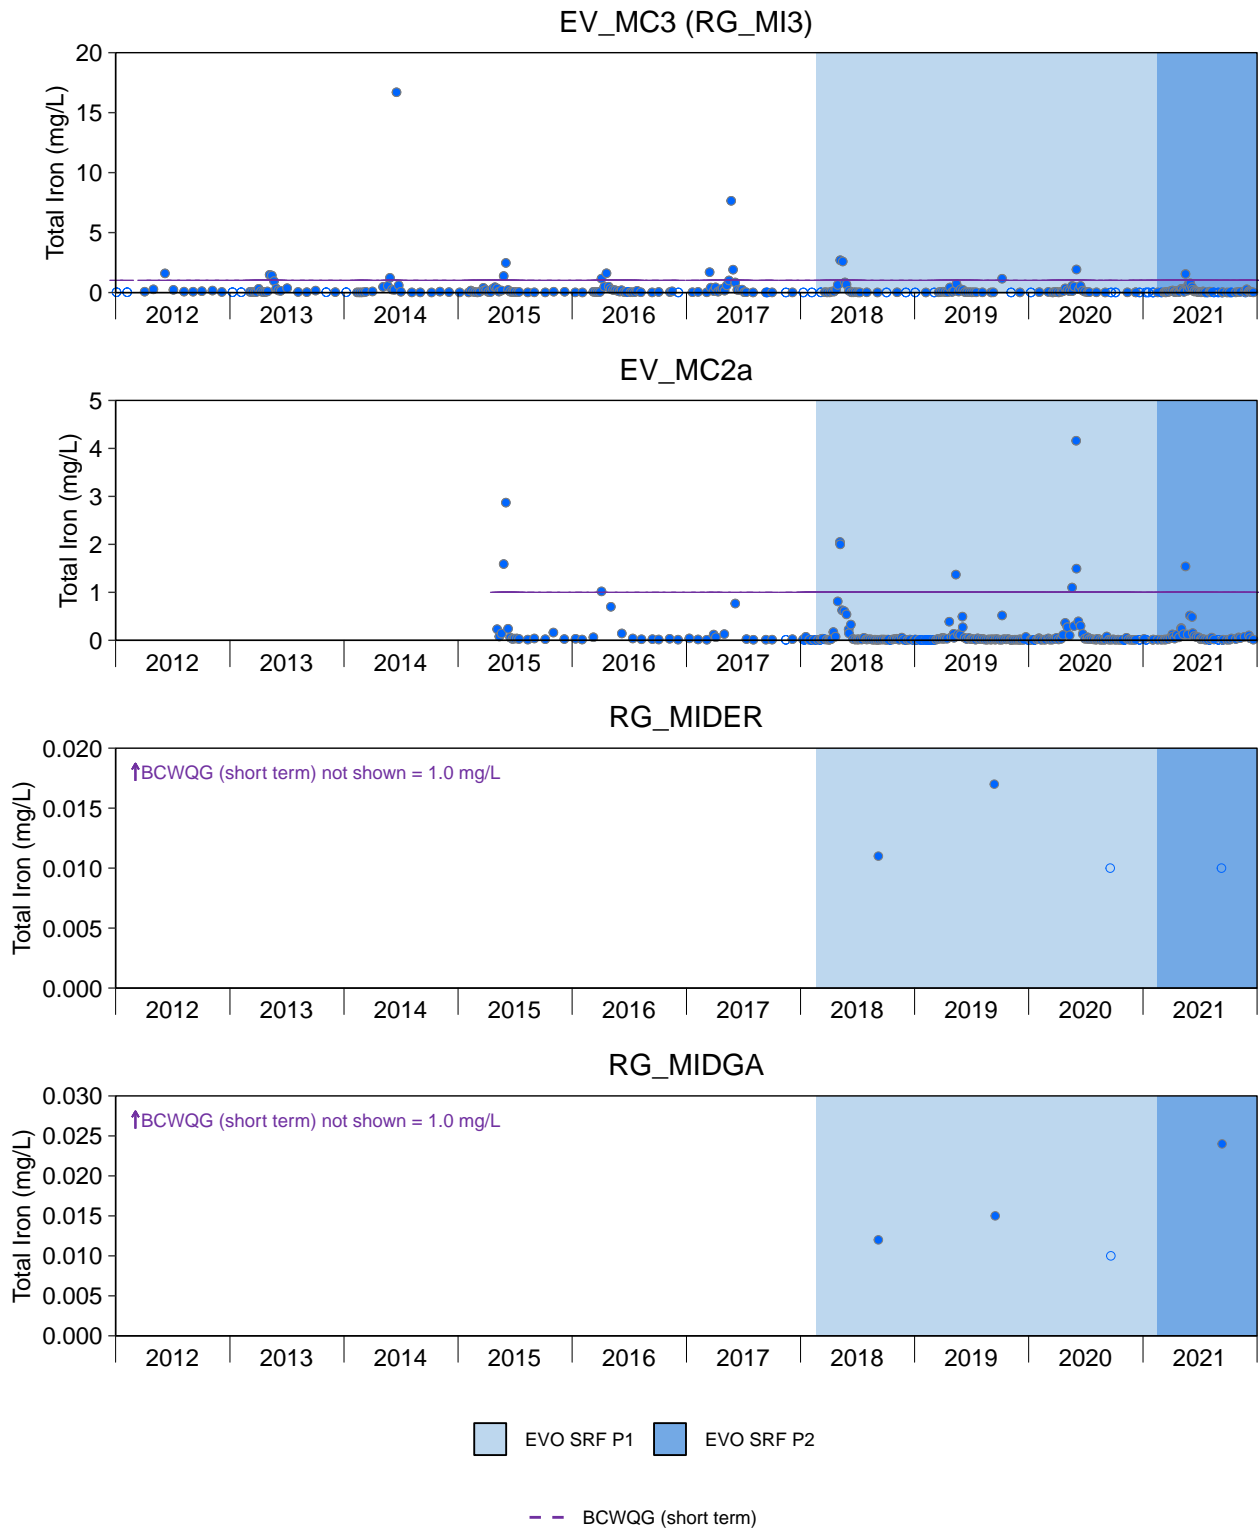 EV_MC3 (RG_MI3)
Total Iron (mg/L)
20
15
10
5
0
2012 2013 2014 2015 2016 2017 2018 2019 2020 2021
EV_MC2a
Total Iron (mg/L)
5
4
3
2
1
0
2012 2013 2014 2015 2016 2017 2018 2019 2020 2021
RG_MIDER
Total Iron (mg/L)
0.020
↑BCWQG (short term) not shown = 1.0 mg/L
0.015
0.010
0.005
0.000
2012 2013 2014 2015 2016 2017 2018 2019 2020 2021
RG_MIDGA
Total Iron (mg/L)
0.030
↑BCWQG (short term) not shown = 1.0 mg/L
0.025
0.020
0.015
0.010
0.005
0.000
2012 2013 2014 2015 2016 2017 2018 2019 2020 2021
EVO SRF P1 EVO SRF P2
BCWQG (short term)